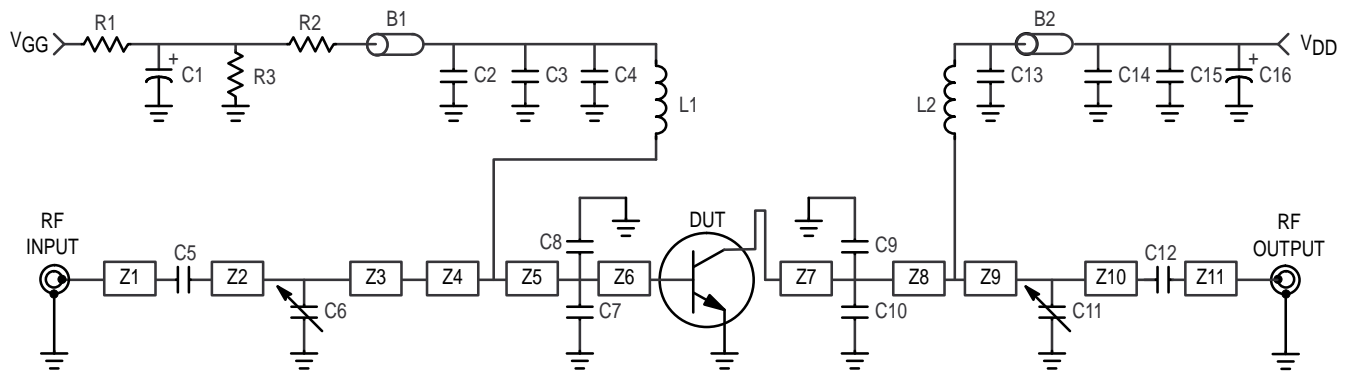 R1
R2
B1
B2
VGG
VDD
+
C1
R3
C2
C3
C4
L1
L2
C13
C14
C15
+
C16
RF
INPUT
C5
C8
DUT
C9
C12
RF
OUTPUT
Z1
Z2
Z3
Z4
Z5
Z6
Z7
Z8
Z9
Z10
Z11
C6
C7
C10
C11